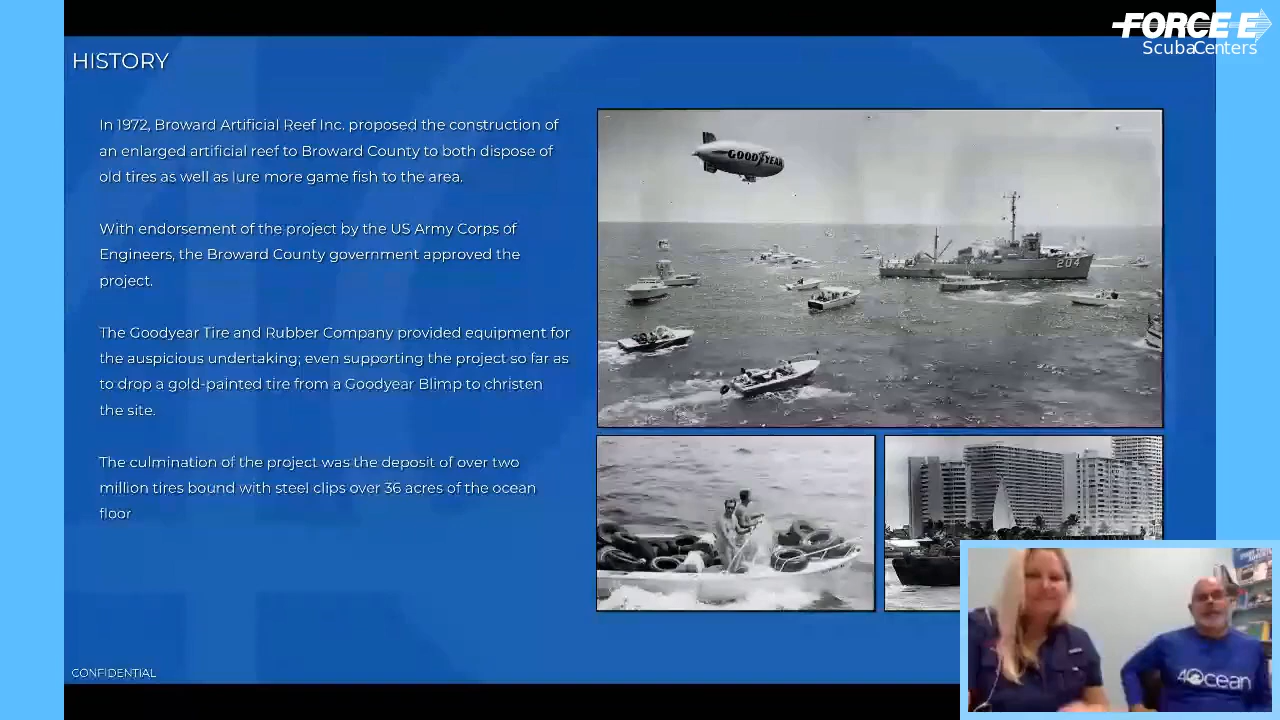 FORCE-E
ScubaCenters
HISTORY
In 1972, Broward Artificial Reef Inc. proposed the construction of
an enlarged artificial reef to Broward County to both dispose of
old tires as well as lure more game fish to the area.
With endorsement of the project by the US Army Corps of
Engineers, the Broward County government approved the
project.
The Goodyear Tire and Rubber Company provided equipment for
the auspicious undertaking; even supporting the project so far as
to drop a gold-painted tire from a Goodyear Blimp to christen
the site.
The culmination of the project was the deposit of over two
million tires bound with steel clips over 36 acres of the ocean
floor
GOODYEAR
204
4Ocean
CONFIDENTIAL